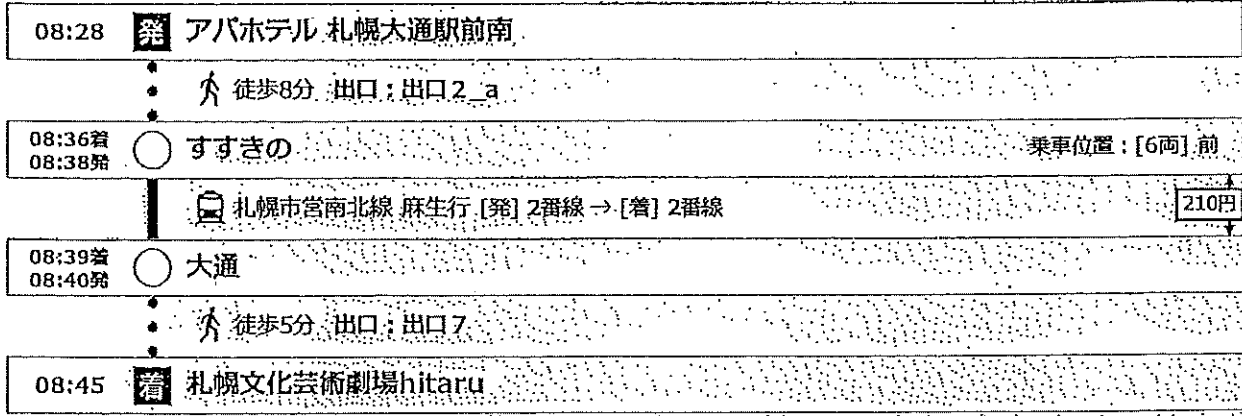 08:28 発 アパホテル 札幌大通駅前南
徒歩8分 出口：出口2_a
08:36着
08:38発
すすきの 乗車位置：[6両] 前
札幌市営南北線 麻生行 [発] 2番線 → [着] 2番線 210円
08:39着
08:40発
大通
徒歩5分 出口：出口7
08:45 着 札幌文化芸術劇場hitaru